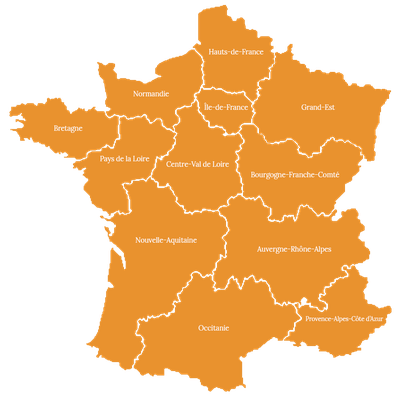 Hauts-de-France
Normandie
Île-de-France
Grand-Est
Bretagne
Pays de la Loire
Centre-Val de Loire
Bourgogne-Franche-Comté
Nouvelle-Aquitaine
Auvergne-Rhône-Alpes
Provence-Alpes-Côte d'Azur
Occitanie